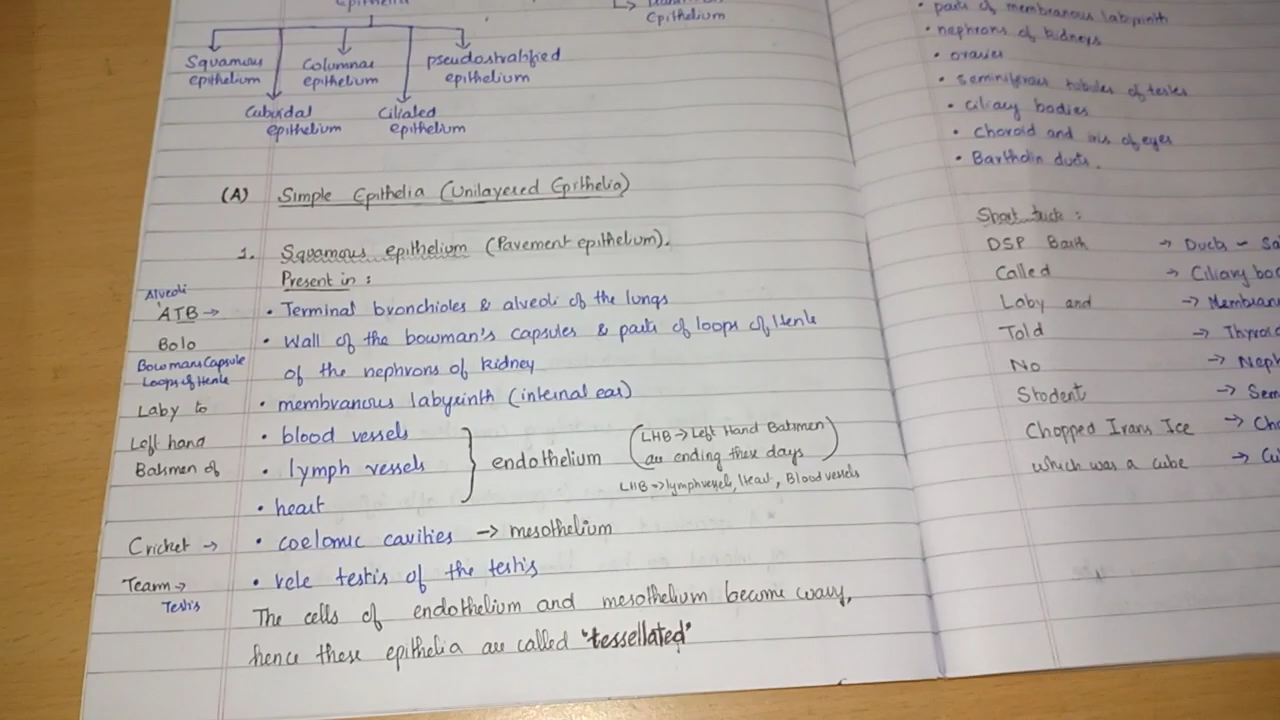 Epithelia
Epithelium
Squamous
epithelium
Columnar
epithelium
pseudostratified
epithelium
Cuboidal
epithelium
Ciliated
epithelium
(A) Simple Epithelia (Unilayered Epithelia)
1. Squamous epithelium (Pavement epithelium).
Present in :
Alveoli
ATB → • Terminal bronchioles & alveoli of the lungs
Bolo • Wall of the bowman's capsules & parts of loops of Henle
Bowmans Capsule
Loops of Henle
of the nephrons of kidney
Laby to • membranous labyrinth (internal ear)
Left hand • blood vessels
Batsmen of • lymph vessels
• heart
endothelium
(LHB → Left Hand Batsmen
are ending these days)
LHB → lymph vessels, Heart, Blood vessels
Cricket → • coelomic cavities → mesothelium
Team → • rete testis of the testis
Testis
The cells of endothelium and mesothelium become wavy,
hence these epithelia are called "tessellated"
• parts of membranous labyrinth
• nephrons of kidneys
• ovaries
• Seminiferous tubules of testes
• ciliary bodies
• Choroid and iris of eyes
• Bartholin ducts.
Short trick :
DSP Barth → Ducts - Sa
Called → Ciliary bod
Laby and → Membran
Told → Thyroid
No → Neph
Student → Sem
Chopped Irans Ice → Cho
which was a cube → Cu